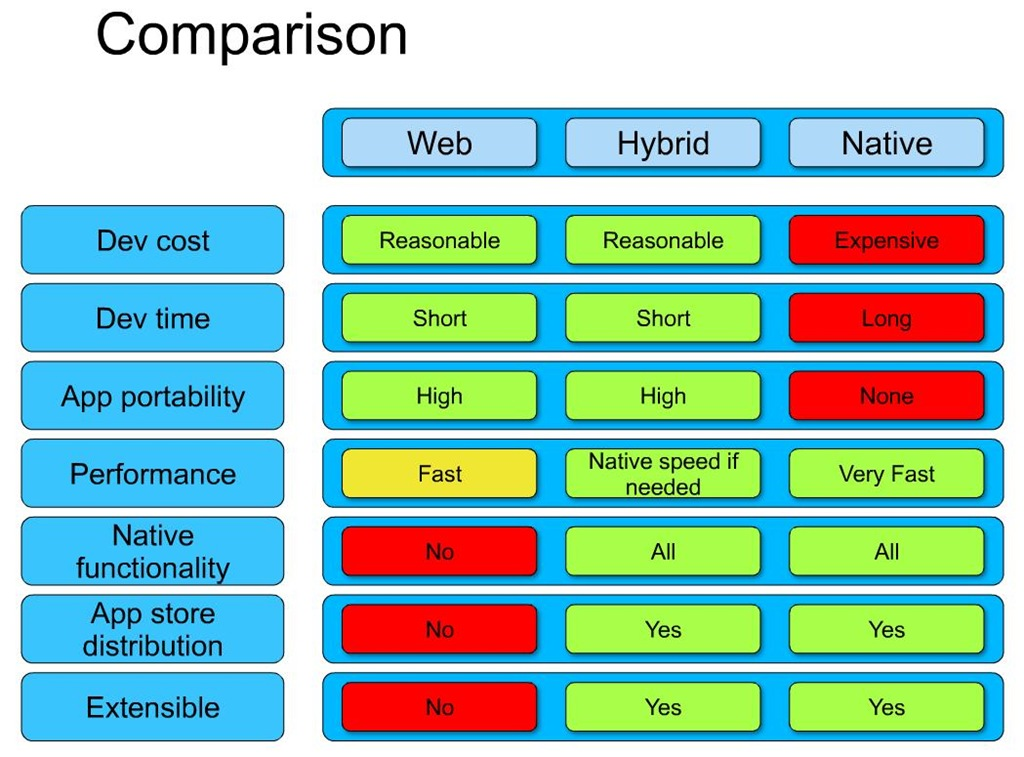 Comparison
Web Hybrid Native
Dev cost Reasonable Reasonable Expensive
Dev time Short Short Long
App portability High High None
Performance Fast Native speed if
needed Very Fast
Native
functionality No All All
App store
distribution No Yes Yes
Extensible No Yes Yes